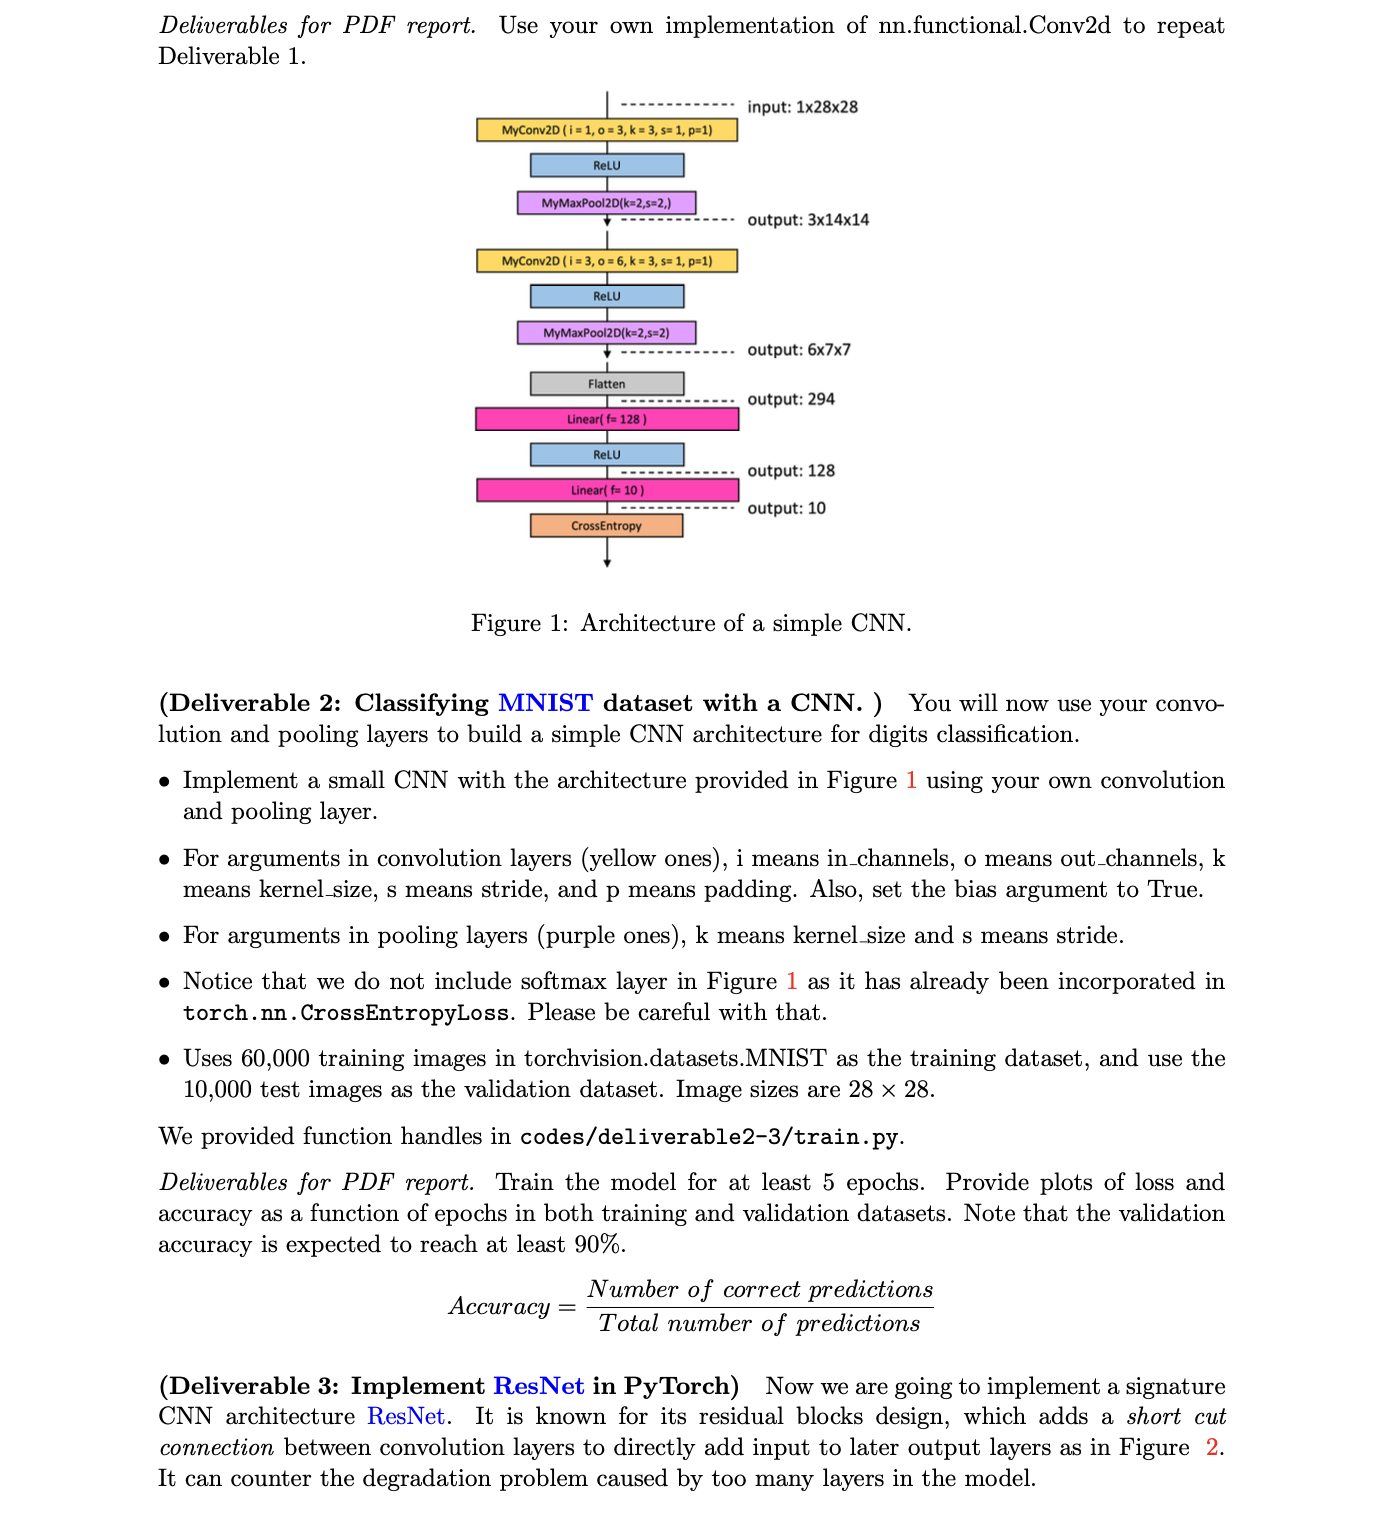 Deliverables for PDF report. Use your own implementation of nn.functional.Conv2d to repeat
Deliverable 1.
input: 1x28x28
MyConv2D ( i = 1, o = 3, k = 3, s= 1, p=1)
ReLU
MyMaxPool2D(k=2,s=2,)
output: 3x14x14
MyConv2D ( i = 3, o = 6, k = 3, s= 1, p=1)
ReLU
MyMaxPool2D(k=2,s=2)
output: 6x7x7
Flatten
output: 294
Linear( f= 128 )
ReLU
output: 128
Linear( f= 10 )
output: 10
CrossEntropy
Figure 1: Architecture of a simple CNN.
(Deliverable 2: Classifying MNIST dataset with a CNN. ) You will now use your convo-
lution and pooling layers to build a simple CNN architecture for digits classification.
• Implement a small CNN with the architecture provided in Figure 1 using your own convolution
and pooling layer.
• For arguments in convolution layers (yellow ones), i means in_channels, o means out_channels, k
means kernel_size, s means stride, and p means padding. Also, set the bias argument to True.
• For arguments in pooling layers (purple ones), k means kernel_size and s means stride.
• Notice that we do not include softmax layer in Figure 1 as it has already been incorporated in
torch.nn.CrossEntropyLoss. Please be careful with that.
• Uses 60,000 training images in torchvision.datasets.MNIST as the training dataset, and use the
10,000 test images as the validation dataset. Image sizes are 28 × 28.
We provided function handles in codes/deliverable2-3/train.py.
Deliverables for PDF report. Train the model for at least 5 epochs. Provide plots of loss and
accuracy as a function of epochs in both training and validation datasets. Note that the validation
accuracy is expected to reach at least 90%.
Accuracy = Number of correct predictions
Total number of predictions
(Deliverable 3: Implement ResNet in PyTorch) Now we are going to implement a signature
CNN architecture ResNet. It is known for its residual blocks design, which adds a short cut
connection between convolution layers to directly add input to later output layers as in Figure 2.
It can counter the degradation problem caused by too many layers in the model.